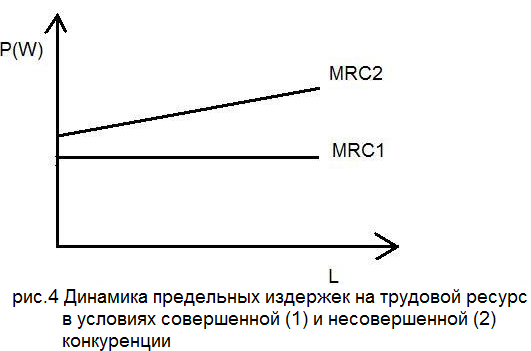 P(W)
MRC2
MRC1
L
рис.4 Динамика предельных издержек на трудовой ресурс
в условиях совершенной (1) и несовершенной (2)
конкуренции